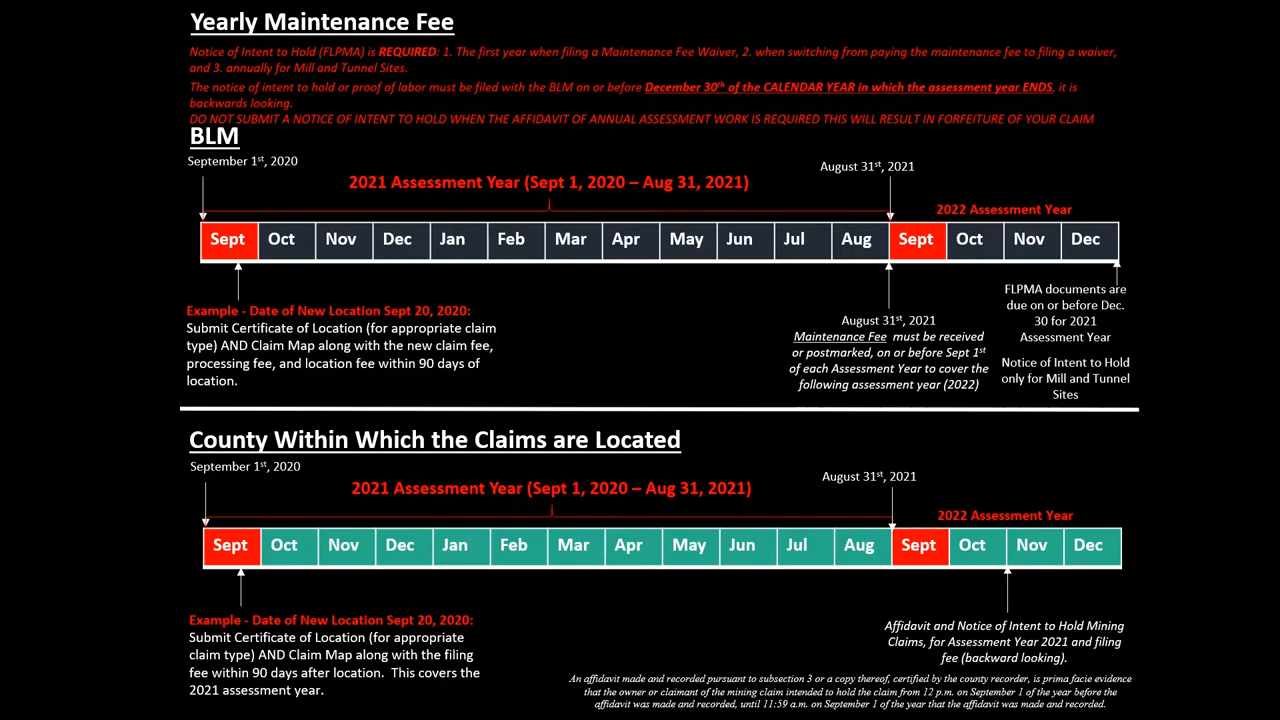 Yearly Maintenance Fee
Notice of Intent to Hold (FLPMA) is REQUIRED: 1. The first year when filing a Maintenance Fee Waiver, 2. when switching from paying the maintenance fee to filing a waiver,
and 3. annually for Mill and Tunnel Sites.
The notice of intent to hold or proof of labor must be filed with the BLM on or before December 30th of the CALENDAR YEAR in which the assessment year ENDS, it is
backwards looking.
DO NOT SUBMIT A NOTICE OF INTENT TO HOLD WHEN THE AFFIDAVIT OF ANNUAL ASSESSMENT WORK IS REQUIRED THIS WILL RESULT IN FORFEITURE OF YOUR CLAIM
BLM
September 1st, 2020
August 31st, 2021
2021 Assessment Year (Sept 1, 2020 – Aug 31, 2021)
2022 Assessment Year
Sept Oct Nov Dec Jan Feb Mar Apr May Jun Jul Aug Sept Oct Nov Dec
Example - Date of New Location Sept 20, 2020:
Submit Certificate of Location (for appropriate claim
type) AND Claim Map along with the new claim fee,
processing fee, and location fee within 90 days of
location.
August 31st, 2021
Maintenance Fee must be received
or postmarked, on or before Sept 1st
of each Assessment Year to cover the
following assessment year (2022)
FLPMA documents are
due on or before Dec.
30 for 2021
Assessment Year
Notice of Intent to Hold
only for Mill and Tunnel
Sites
County Within Which the Claims are Located
September 1st, 2020
August 31st, 2021
2021 Assessment Year (Sept 1, 2020 – Aug 31, 2021)
2022 Assessment Year
Sept Oct Nov Dec Jan Feb Mar Apr May Jun Jul Aug Sept Oct Nov Dec
Example - Date of New Location Sept 20, 2020:
Submit Certificate of Location (for appropriate
claim type) AND Claim Map along with the filing
fee within 90 days after location. This covers the
2021 assessment year.
Affidavit and Notice of Intent to Hold Mining
Claims, for Assessment Year 2021 and filing
fee (backward looking).
An affidavit made and recorded pursuant to subsection 3 or a copy thereof, certified by the county recorder, is prima facie evidence
that the owner or claimant of the mining claim intended to hold the claim from 12 p.m. on September 1 of the year before the
affidavit was made and recorded, until 11:59 a.m. on September 1 of the year that the affidavit was made and recorded.